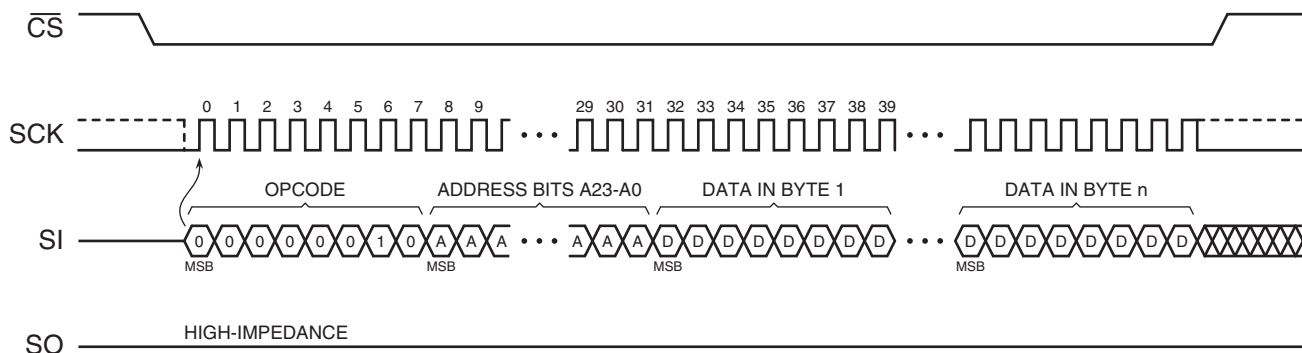 CS
0 1 2 3 4 5 6 7 8 9 29 30 31 32 33 34 35 36 37 38 39
SCK
OPCODE ADDRESS BITS A23-A0 DATA IN BYTE 1 DATA IN BYTE n
SI 0 0 0 0 0 0 1 0 A A A A A A D D D D D D D D D D D D D D D D
MSB MSB MSB MSB
HIGH-IMPEDANCE
SO